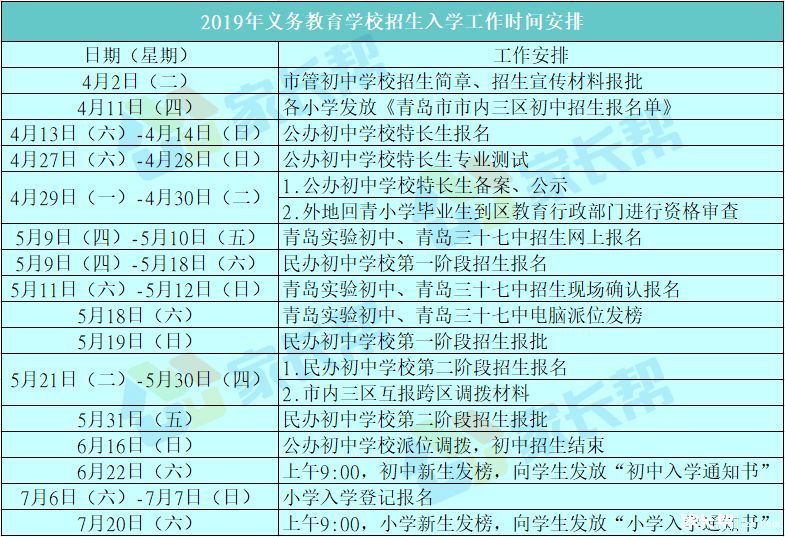 2019年义务教育学校招生入学工作时间安排
日期（星期） 工作安排
4月2日（二） 市管初中学校招生简章、招生宣传材料报批
4月11日（四） 各小学发放《青岛市市内三区初中招生报名单》
4月13日（六）-4月14日（日） 公办初中学校特长生报名
4月27日（六）-4月28日（日） 公办初中学校特长生专业测试
4月29日（一）-4月30日（二） 1.公办初中学校特长生备案、公示
2.外地回青小学毕业生到区教育行政部门进行资格审查
5月9日（四）-5月10日（五） 青岛实验初中、青岛三十七中招生网上报名
5月9日（四）-5月18日（六） 民办初中学校第一阶段招生报名
5月11日（六）-5月12日（日） 青岛实验初中、青岛三十七中招生现场确认报名
5月18日（六） 青岛实验初中、青岛三十七中电脑派位发榜
5月19日（日） 民办初中学校第一阶段招生报批
5月21日（二）-5月30日（四） 1.民办初中学校第二阶段招生报名
2.市内三区互报跨区调拨材料
5月31日（五） 民办初中学校第二阶段招生报批
6月16日（日） 公办初中学校派位调拨，初中招生结束
6月22日（六） 上午9:00，初中新生发榜，向学生发放“初中入学通知书”
7月6日（六）-7月7日（日） 小学入学登记报名
7月20日（六） 上午9:00，小学新生发榜，向学生发放“小学入学通知书”
家长帮
家长帮
家长帮
家长帮